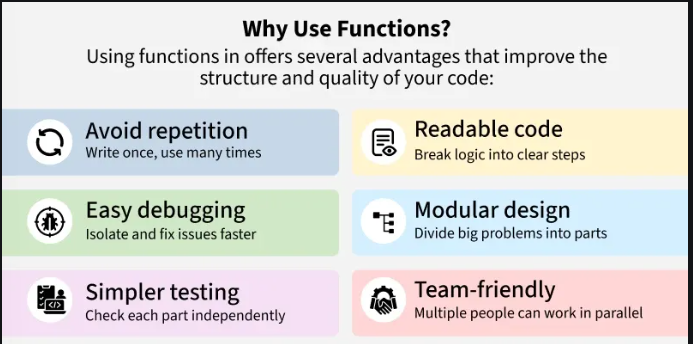 Why Use Functions?
Using functions in offers several advantages that improve the
structure and quality of your code:
Avoid repetition
Write once, use many times
Readable code
Break logic into clear steps
Easy debugging
Isolate and fix issues faster
Modular design
Divide big problems into parts
Simpler testing
Check each part independently
Team-friendly
Multiple people can work in parallel